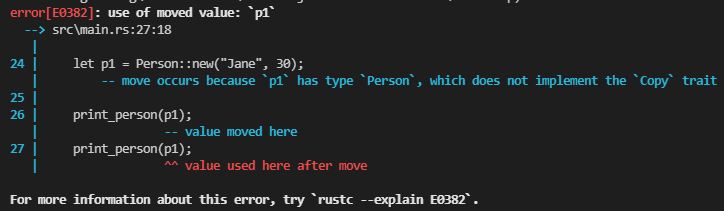 error[E0382]: use of moved value: `p1`
  --> src\main.rs:27:18
   |
24 |     let p1 = Person::new("Jane", 30);
   |         -- move occurs because `p1` has type `Person`, which does not implement the `Copy` trait
25 |
26 |     print_person(p1);
   |                  -- value moved here
27 |     print_person(p1);
   |                  ^^ value used here after move

For more information about this error, try `rustc --explain E0382`.